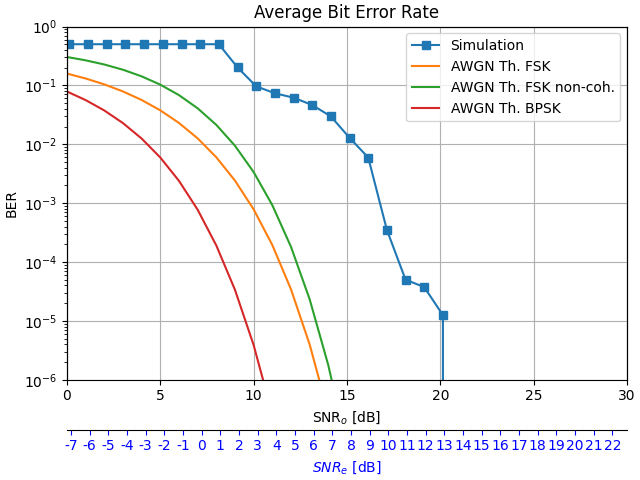 Average Bit Error Rate
Simulation
AWGN Th. FSK
AWGN Th. FSK non-coh.
AWGN Th. BPSK
BER
10^0
10^-1
10^-2
10^-3
10^-4
10^-5
10^-6
0 5 10 15 20 25 30
SNR_o [dB]
-7 -6 -5 -4 -3 -2 -1 0 1 2 3 4 5 6 7 8 9 10 11 12 13 14 15 16 17 18 19 20 21 22
SNR_e [dB]